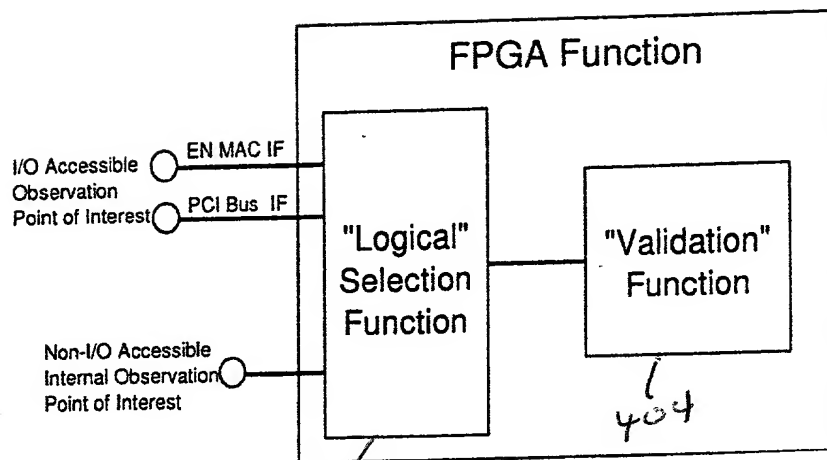 FPGA Function
EN MAC IF
I/O Accessible
Observation
Point of Interest
PCI Bus IF
"Logical"
Selection
Function
"Validation"
Function
Non-I/O Accessible
Internal Observation
Point of Interest
404